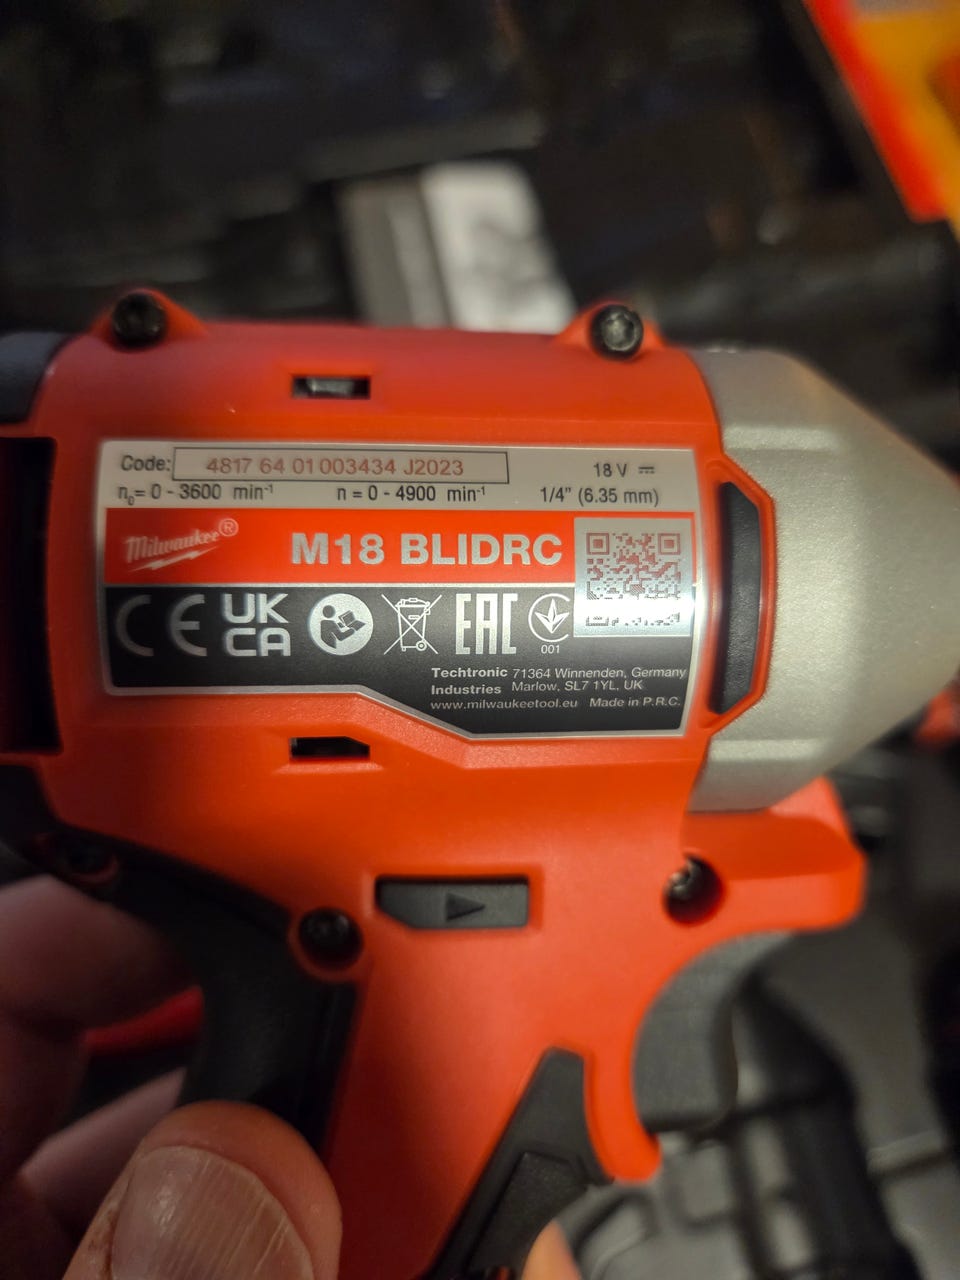 Code: 4817 64 01 003434 J2023
18 V
n₀= 0 - 3600 min⁻¹ n = 0 - 4900 min⁻¹ 1/4” (6.35 mm)
Milwaukee®
M18 BLIDRC
CE UK CA EAC
001
Techtronic Industries
71364 Winnenden, Germany
Marlow, SL7 1YL, UK
www.milwaukeetool.eu Made in P.R.C.